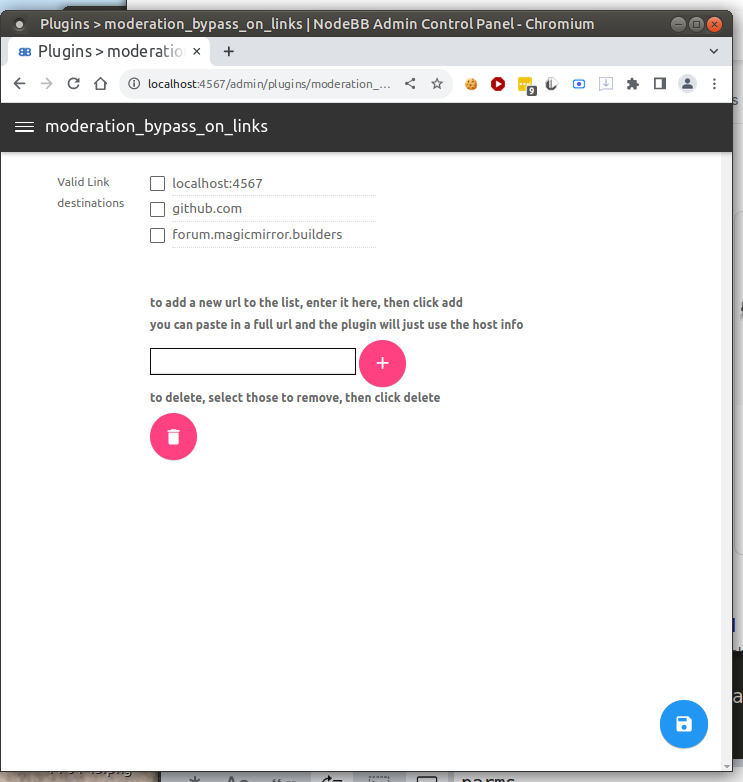 Plugins > moderation_bypass_on_links | NodeBB Admin Control Panel - Chromium
Plugins > moderatio
localhost:4567/admin/plugins/moderation_...
9
moderation_bypass_on_links
Valid Link
destinations
localhost:4567
github.com
forum.magicmirror.builders
to add a new url to the list, enter it here, then click add
you can paste in a full url and the plugin will just use the host info
to delete, select those to remove, then click delete
parms